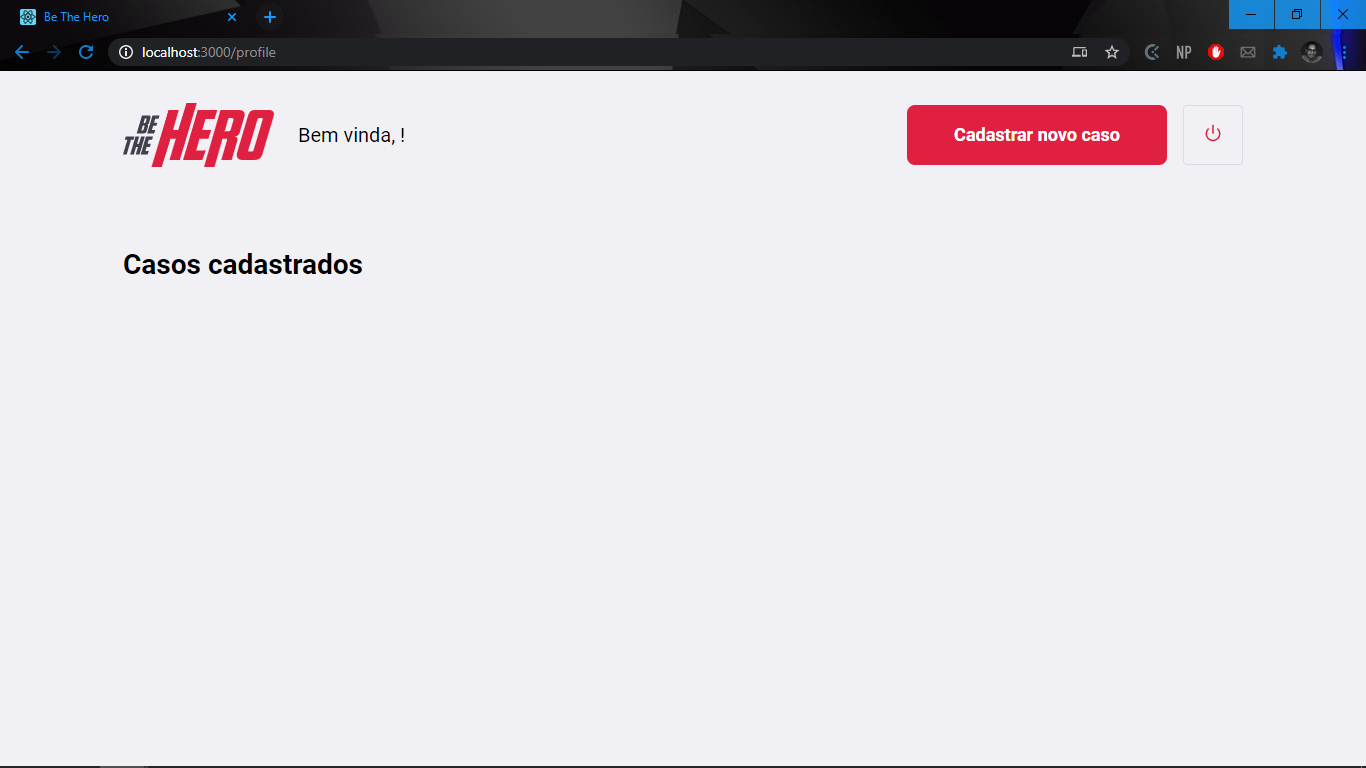 Be The Hero
localhost:3000/profile
NP
BE THE HERO
Bem vinda, !
Cadastrar novo caso
Casos cadastrados